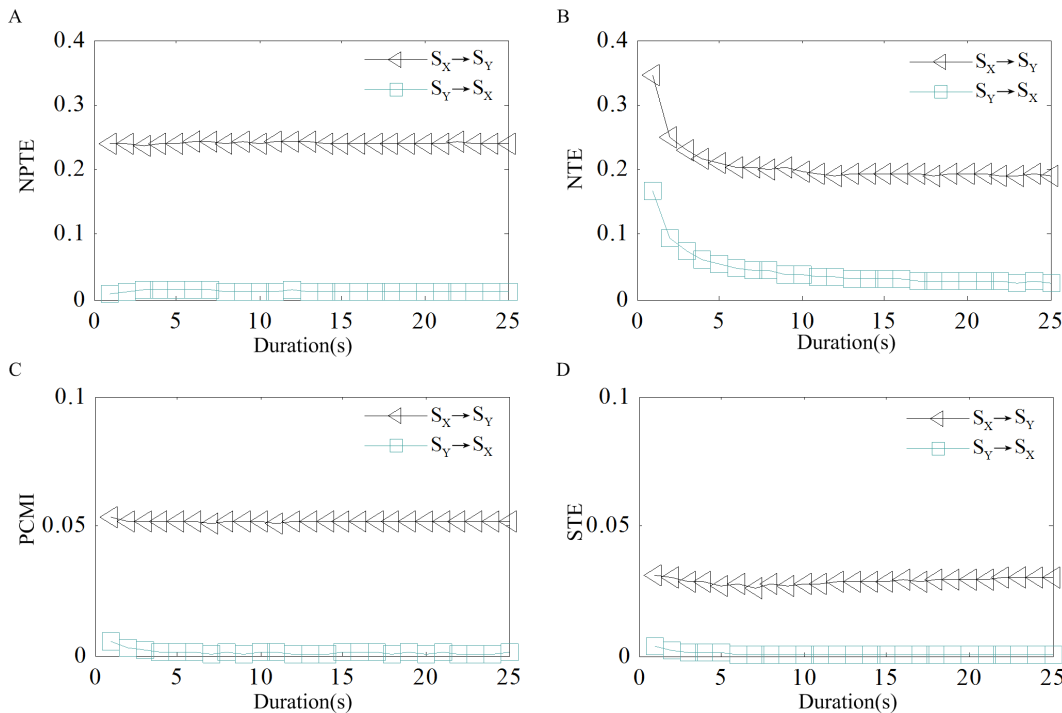 A
0.4
0.3
0.2
0.1
0
NPTE
S_X→S_Y
S_Y→S_X
0 5 10 15 20 25
Duration(s)
B
0.4
0.3
0.2
0.1
0
NTE
S_X→S_Y
S_Y→S_X
0 5 10 15 20 25
Duration(s)
C
0.1
0.05
0
PCMI
S_X→S_Y
S_Y→S_X
0 5 10 15 20 25
Duration(s)
D
0.1
0.05
0
STE
S_X→S_Y
S_Y→S_X
0 5 10 15 20 25
Duration(s)